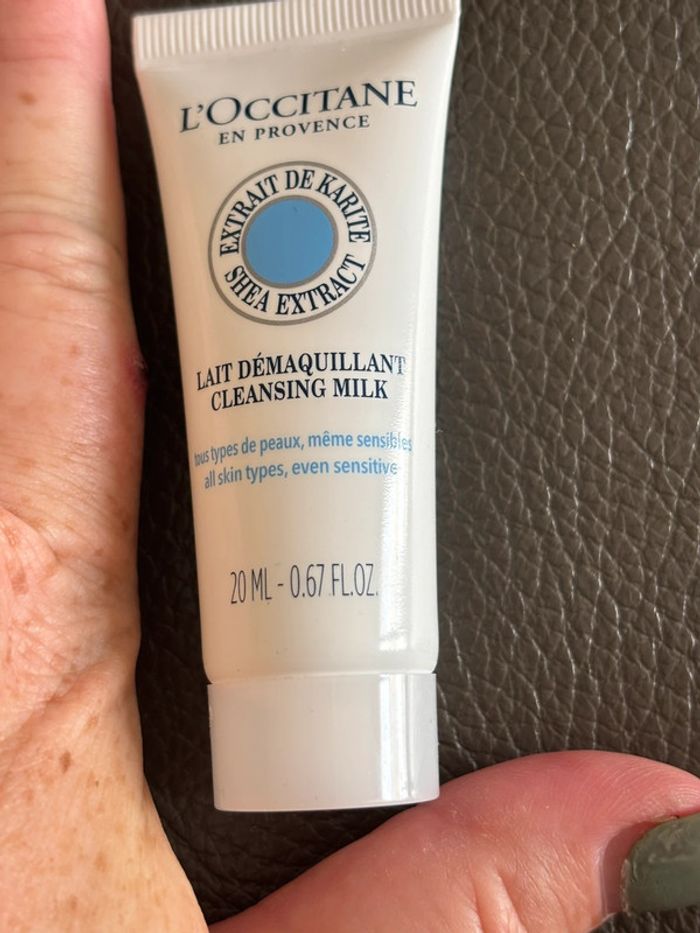 L'OCCITANE
EN PROVENCE
EXTRAIT DE KARITE
SHEA EXTRACT
LAIT DÉMAQUILLANT
CLEANSING MILK
tous types de peaux, même sensibles
all skin types, even sensitive
20 ML - 0.67 FL.OZ.